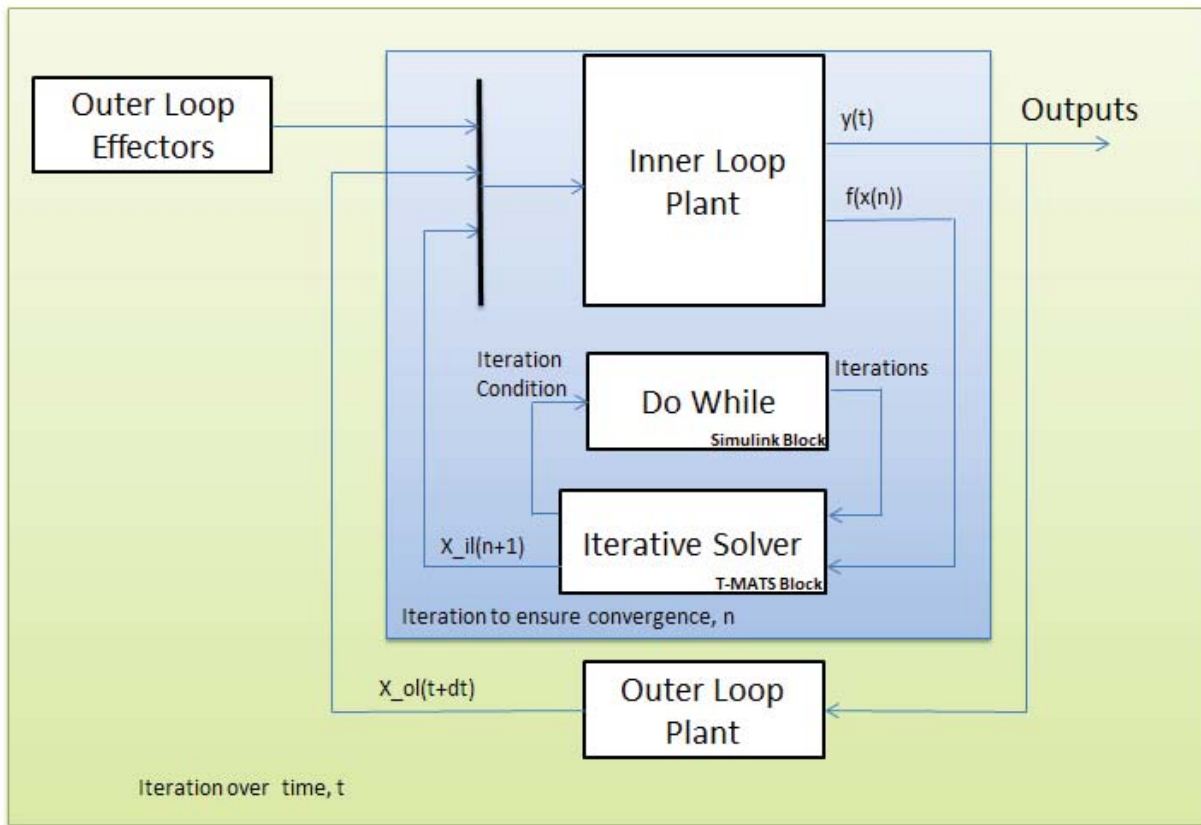 Outer Loop
Effectors
Inner Loop
Plant
y(t)
f(x(n))
Outputs
Iteration
Condition
Do While
Simulink Block
Iterations
X_il(n+1)
Iterative Solver
T-MATS Block
Iteration to ensure convergence, n
X_ol(t+dt)
Outer Loop
Plant
Iteration over time, t